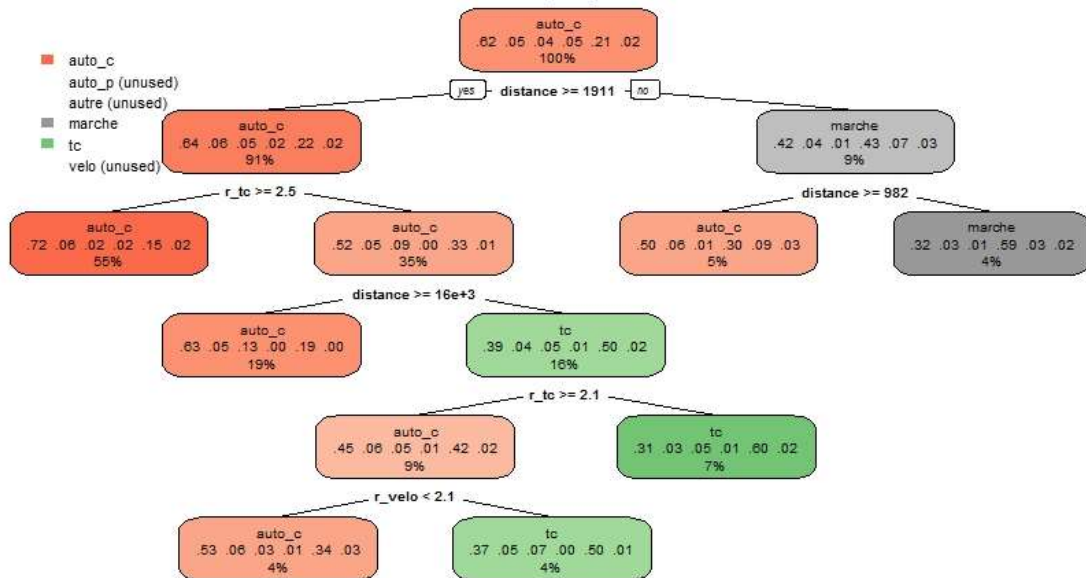 auto_c
.62 .05 .04 .05 .21 .02
100%
auto_c
auto_p (unused)
autre (unused)
marche
tc
velo (unused)
yes distance >= 1911 no
auto_c
.64 .06 .05 .02 .22 .02
91%
marche
.42 .04 .01 .43 .07 .03
9%
r_tc >= 2.5
distance >= 982
auto_c
.72 .06 .02 .02 .15 .02
55%
auto_c
.52 .05 .09 .00 .33 .01
35%
auto_c
.50 .06 .01 .30 .09 .03
5%
marche
.32 .03 .01 .59 .03 .02
4%
distance >= 16e+3
auto_c
.63 .05 .13 .00 .19 .00
19%
tc
.39 .04 .05 .01 .50 .02
16%
r_tc >= 2.1
auto_c
.45 .06 .05 .01 .42 .02
9%
tc
.31 .03 .05 .01 .60 .02
7%
r_velo < 2.1
auto_c
.53 .06 .03 .01 .34 .03
4%
tc
.37 .05 .07 .00 .50 .01
4%